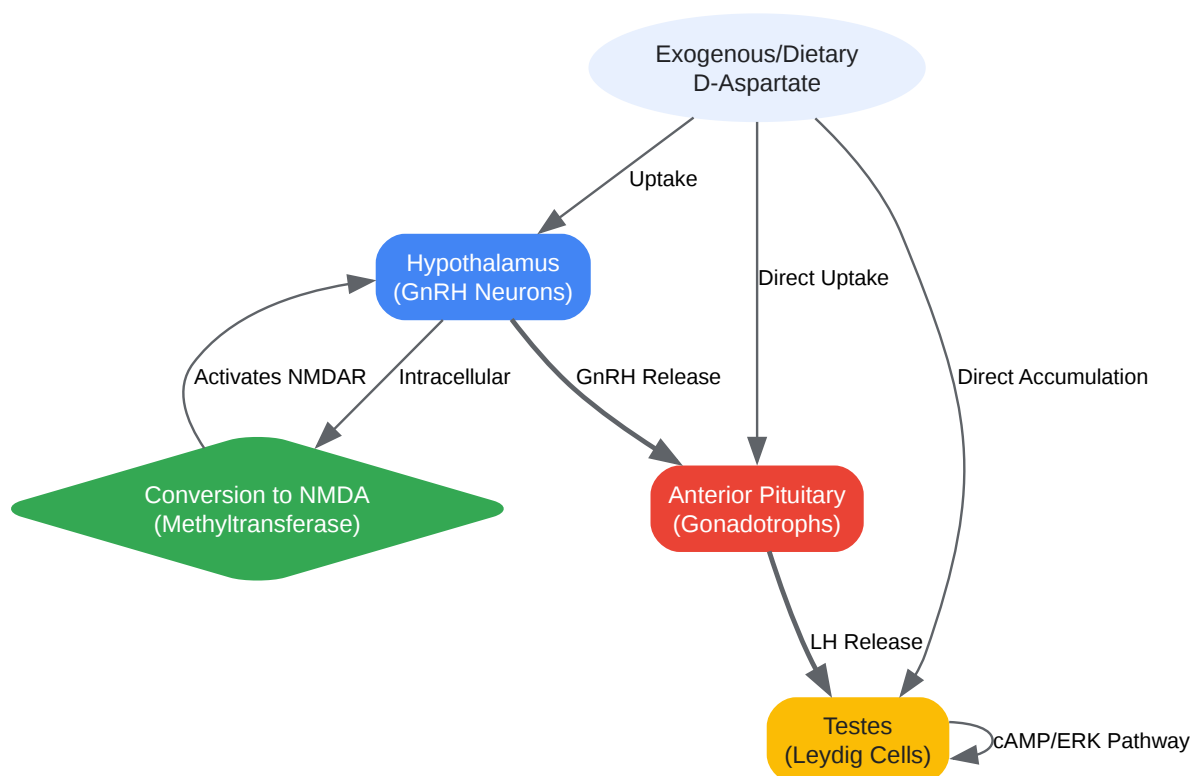 Exogenous/Dietary
D-Aspartate
Uptake
Hypothalamus
(GnRH Neurons)
Direct Uptake
Activates NMDAR
Intracellular
GnRH Release
Direct Accumulation
Conversion to NMDA
(Methyltransferase)
Anterior Pituitary
(Gonadotrophs)
LH Release
Testes
(Leydig Cells)
cAMP/ERK Pathway